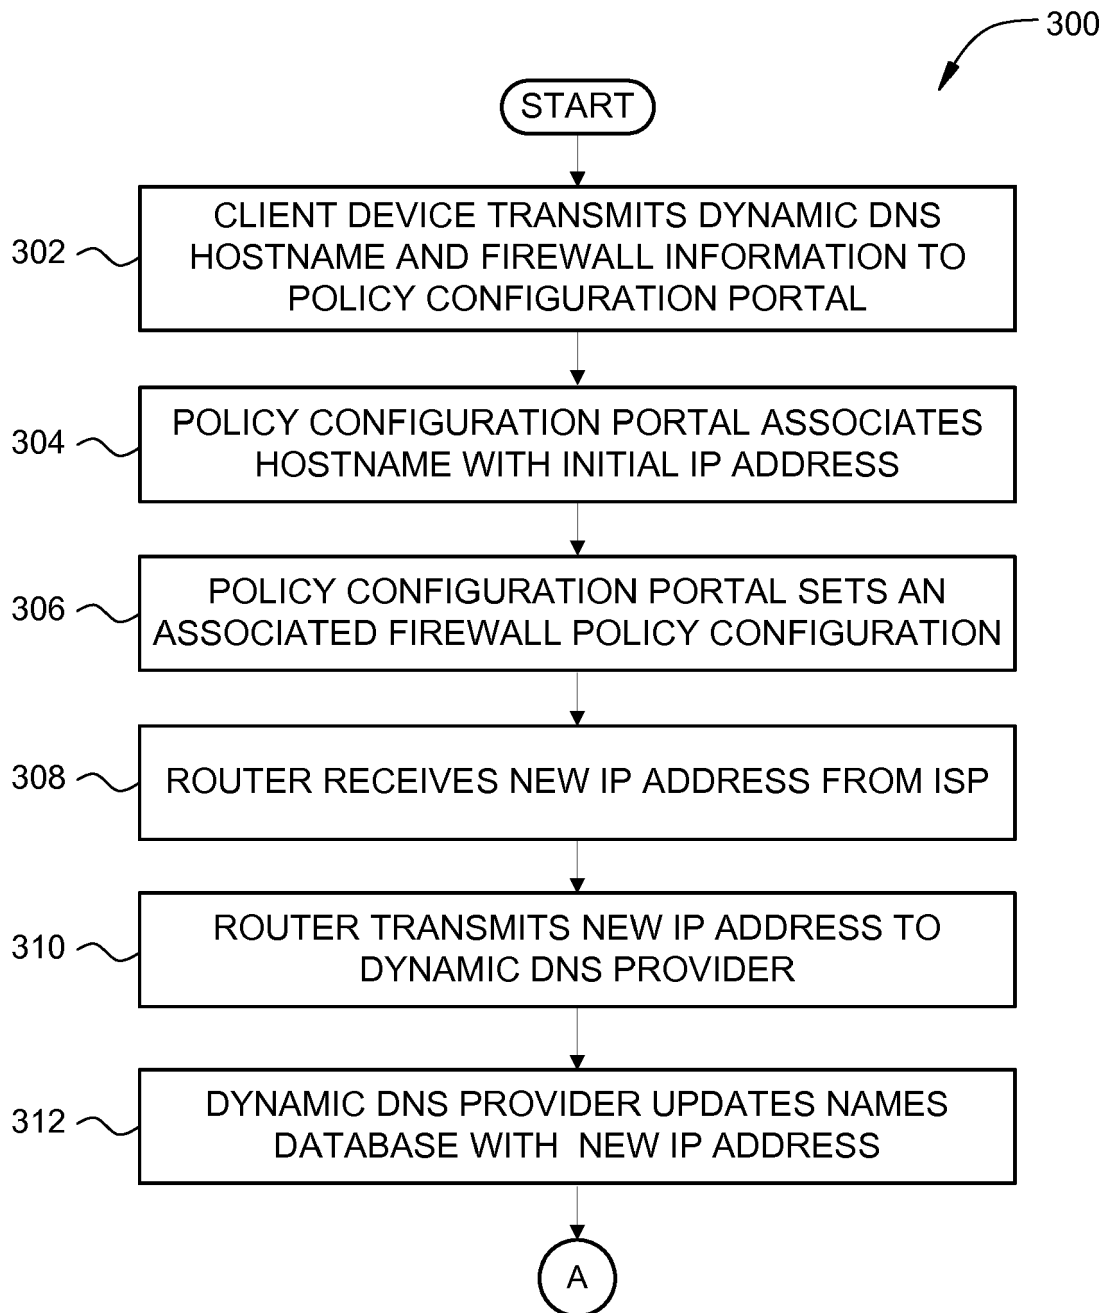 300
START
302
CLIENT DEVICE TRANSMITS DYNAMIC DNS
HOSTNAME AND FIREWALL INFORMATION TO
POLICY CONFIGURATION PORTAL
304
POLICY CONFIGURATION PORTAL ASSOCIATES
HOSTNAME WITH INITIAL IP ADDRESS
306
POLICY CONFIGURATION PORTAL SETS AN
ASSOCIATED FIREWALL POLICY CONFIGURATION
308
ROUTER RECEIVES NEW IP ADDRESS FROM ISP
310
ROUTER TRANSMITS NEW IP ADDRESS TO
DYNAMIC DNS PROVIDER
312
DYNAMIC DNS PROVIDER UPDATES NAMES
DATABASE WITH NEW IP ADDRESS
A